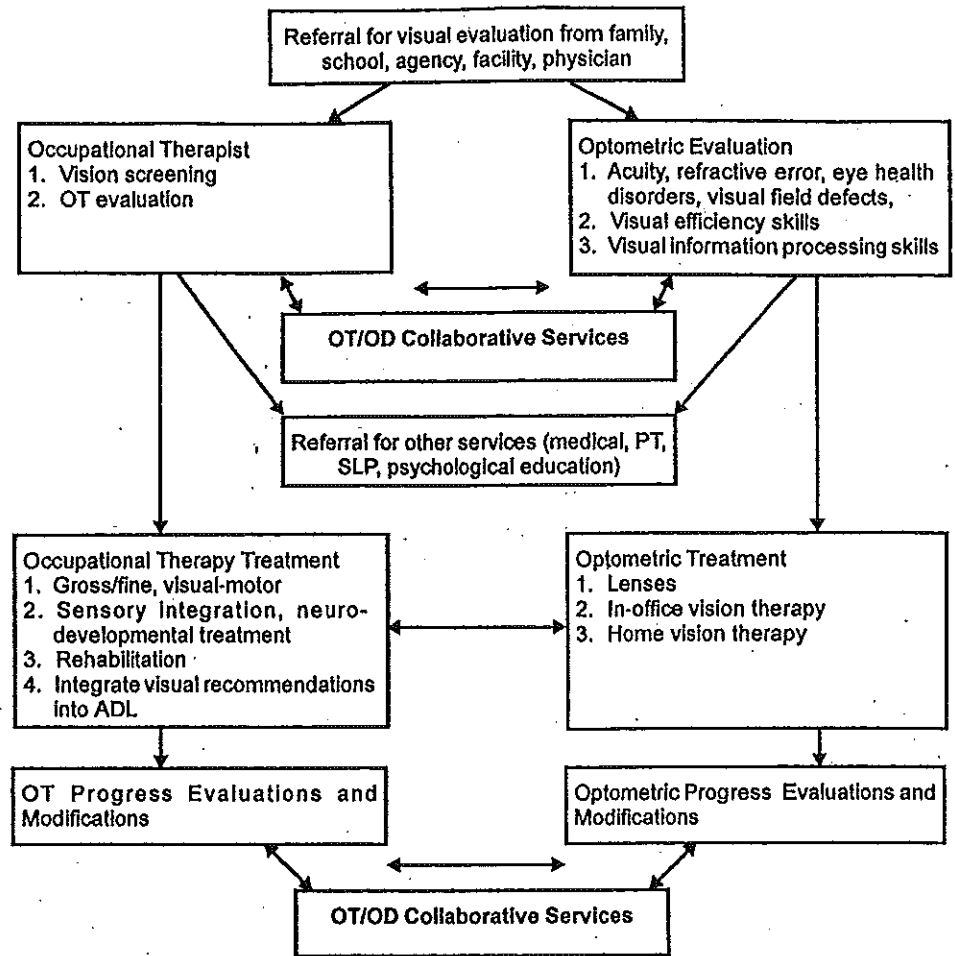 Referral for visual evaluation from family,
school, agency, facility, physician
Occupational Therapist
1. Vision screening
2. OT evaluation
Optometric Evaluation
1. Acuity, refractive error, eye health
disorders, visual field defects,
2. Visual efficiency skills
3. Visual information processing skills
OT/OD Collaborative Services
Referral for other services (medical, PT,
SLP, psychological education)
Occupational Therapy Treatment
1. Gross/fine, visual-motor
2. Sensory integration, neuro-
developmental treatment
3. Rehabilitation
4. Integrate visual recommendations
into ADL
Optometric Treatment
1. Lenses
2. In-office vision therapy
3. Home vision therapy
OT Progress Evaluations and
Modifications
Optometric Progress Evaluations and
Modifications
OT/OD Collaborative Services